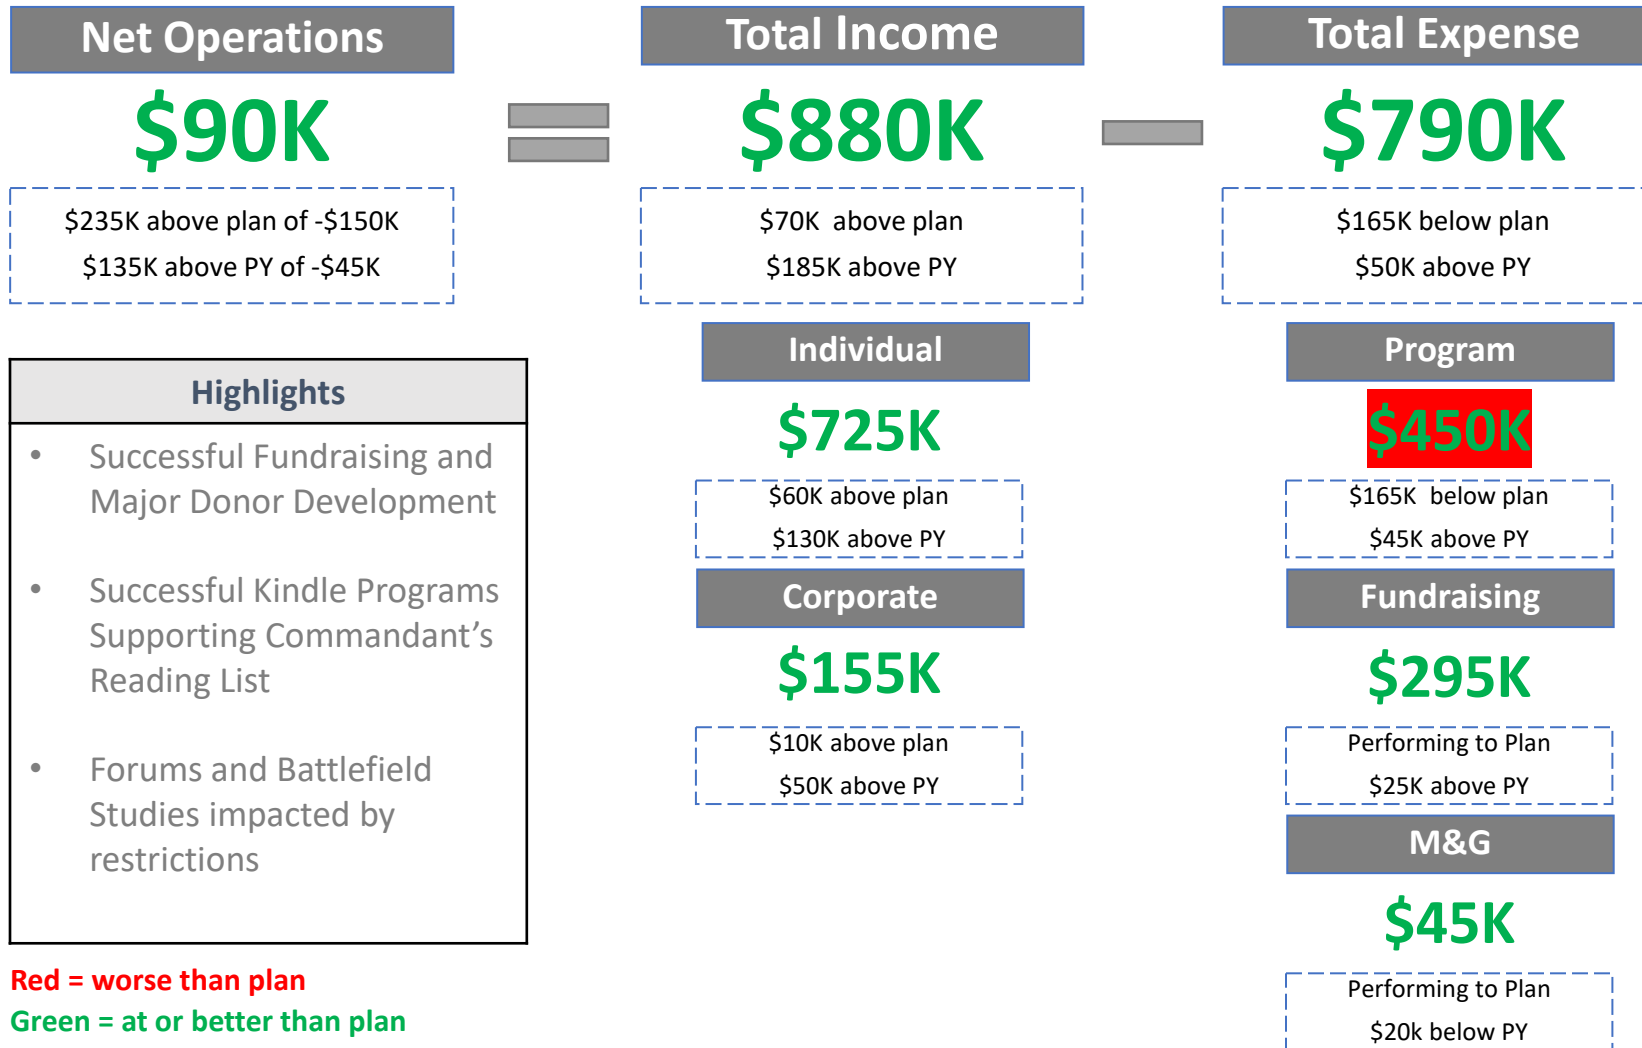 Net Operations
$90K
$235K above plan of -$150K
$135K above PY of -$45K
Total Income
$880K
$70K above plan
$185K above PY
Total Expense
$790K
$165K below plan
$50K above PY
Highlights
• Successful Fundraising and
Major Donor Development
• Successful Kindle Programs
Supporting Commandant’s
Reading List
• Forums and Battlefield
Studies impacted by
restrictions
Red = worse than plan
Green = at or better than plan
Individual
$725K
$60K above plan
$130K above PY
Corporate
$155K
$10K above plan
$50K above PY
Program
$450K
$165K below plan
$45K above PY
Fundraising
$295K
Performing to Plan
$25K above PY
M&G
$45K
Performing to Plan
$20k below PY